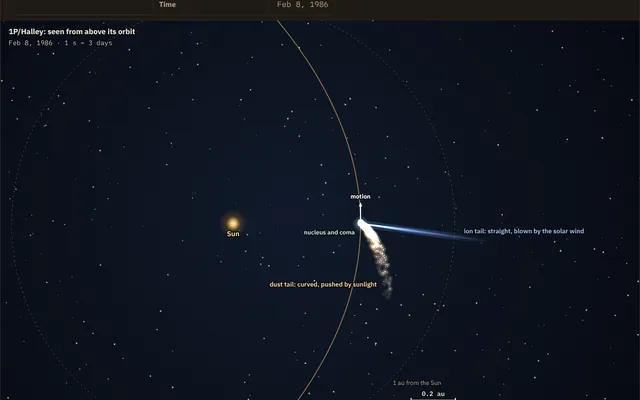 Time Feb 8, 1986
1P/Halley: seen from above its orbit
Feb 8, 1986 · 1 s = 3 days
motion
ion tail: straight, blown by the solar wind
nucleus and coma
Sun
dust tail: curved, pushed by sunlight
1 au from the Sun
0.2 au